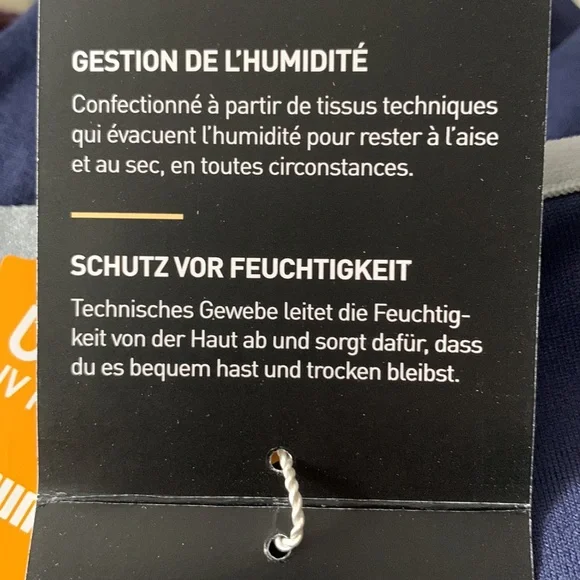 GESTION DE L'HUMIDITÉ
Confectionné à partir de tissus techniques
qui évacuent l'humidité pour rester à l'aise
et au sec, en toutes circonstances.
SCHUTZ VOR FEUCHTIGKEIT
Technisches Gewebe leitet die Feuchtig-
keit von der Haut ab und sorgt dafür, dass
du es bequem hast und trocken bleibst.